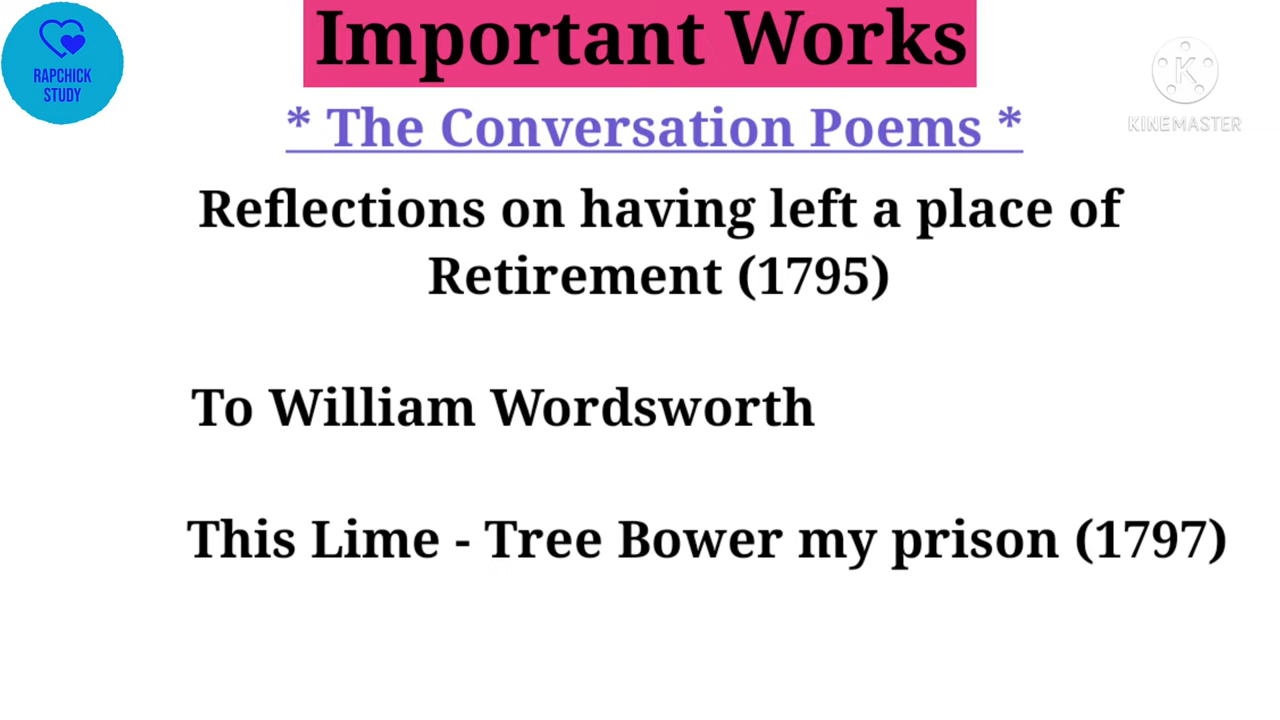 Important Works
RAPCHICK
STUDY
KINEMASTER
* The Conversation Poems *
Reflections on having left a place of
Retirement (1795)
To William Wordsworth
This Lime - Tree Bower my prison (1797)